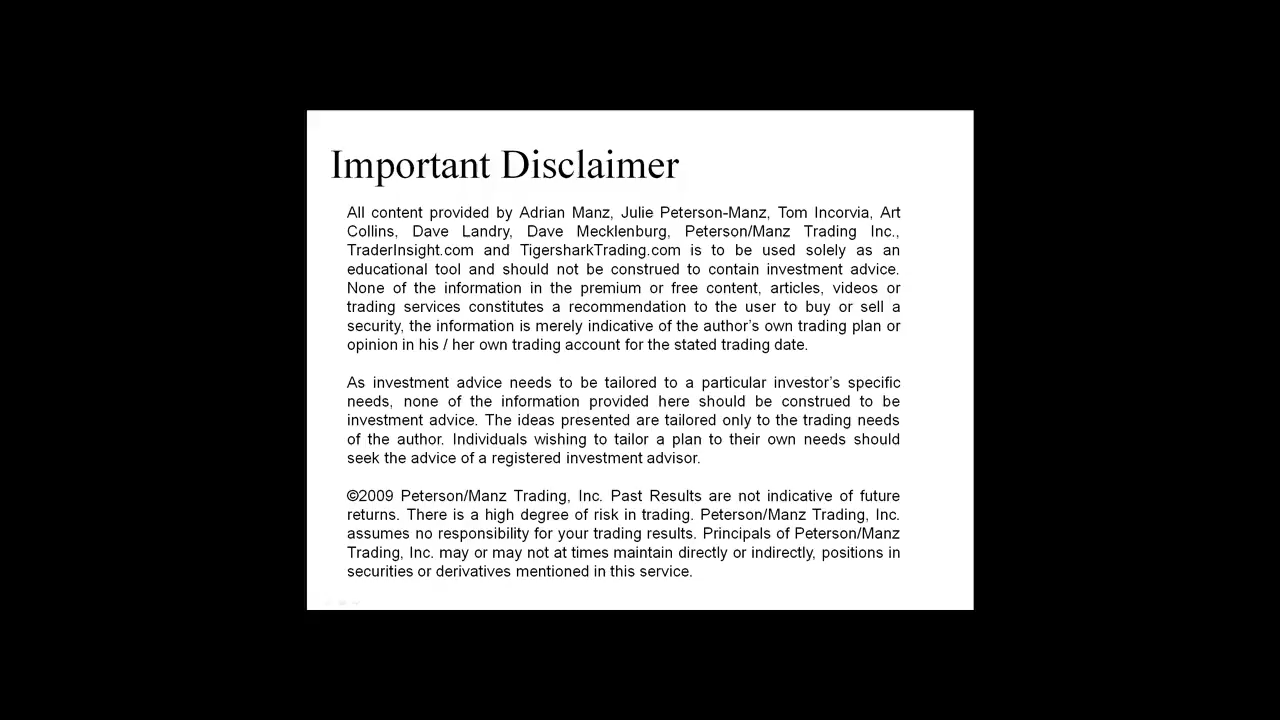 Important Disclaimer
All content provided by Adrian Manz, Julie Peterson-Manz, Tom Incorvia, Art
Collins, Dave Landry, Dave Mecklenburg, Peterson/Manz Trading Inc.,
TraderInsight.com and TigersharkTrading.com is to be used solely as an
educational tool and should not be construed to contain investment advice.
None of the information in the premium or free content, articles, videos or
trading services constitutes a recommendation to the user to buy or sell a
security, the information is merely indicative of the author’s own trading plan or
opinion in his / her own trading account for the stated trading date.
As investment advice needs to be tailored to a particular investor’s specific
needs, none of the information provided here should be construed to be
investment advice. The ideas presented are tailored only to the trading needs
of the author. Individuals wishing to tailor a plan to their own needs should
seek the advice of a registered investment advisor.
©2009 Peterson/Manz Trading, Inc. Past Results are not indicative of future
returns. There is a high degree of risk in trading. Peterson/Manz Trading, Inc.
assumes no responsibility for your trading results. Principals of Peterson/Manz
Trading, Inc. may or may not at times maintain directly or indirectly, positions in
securities or derivatives mentioned in this service.